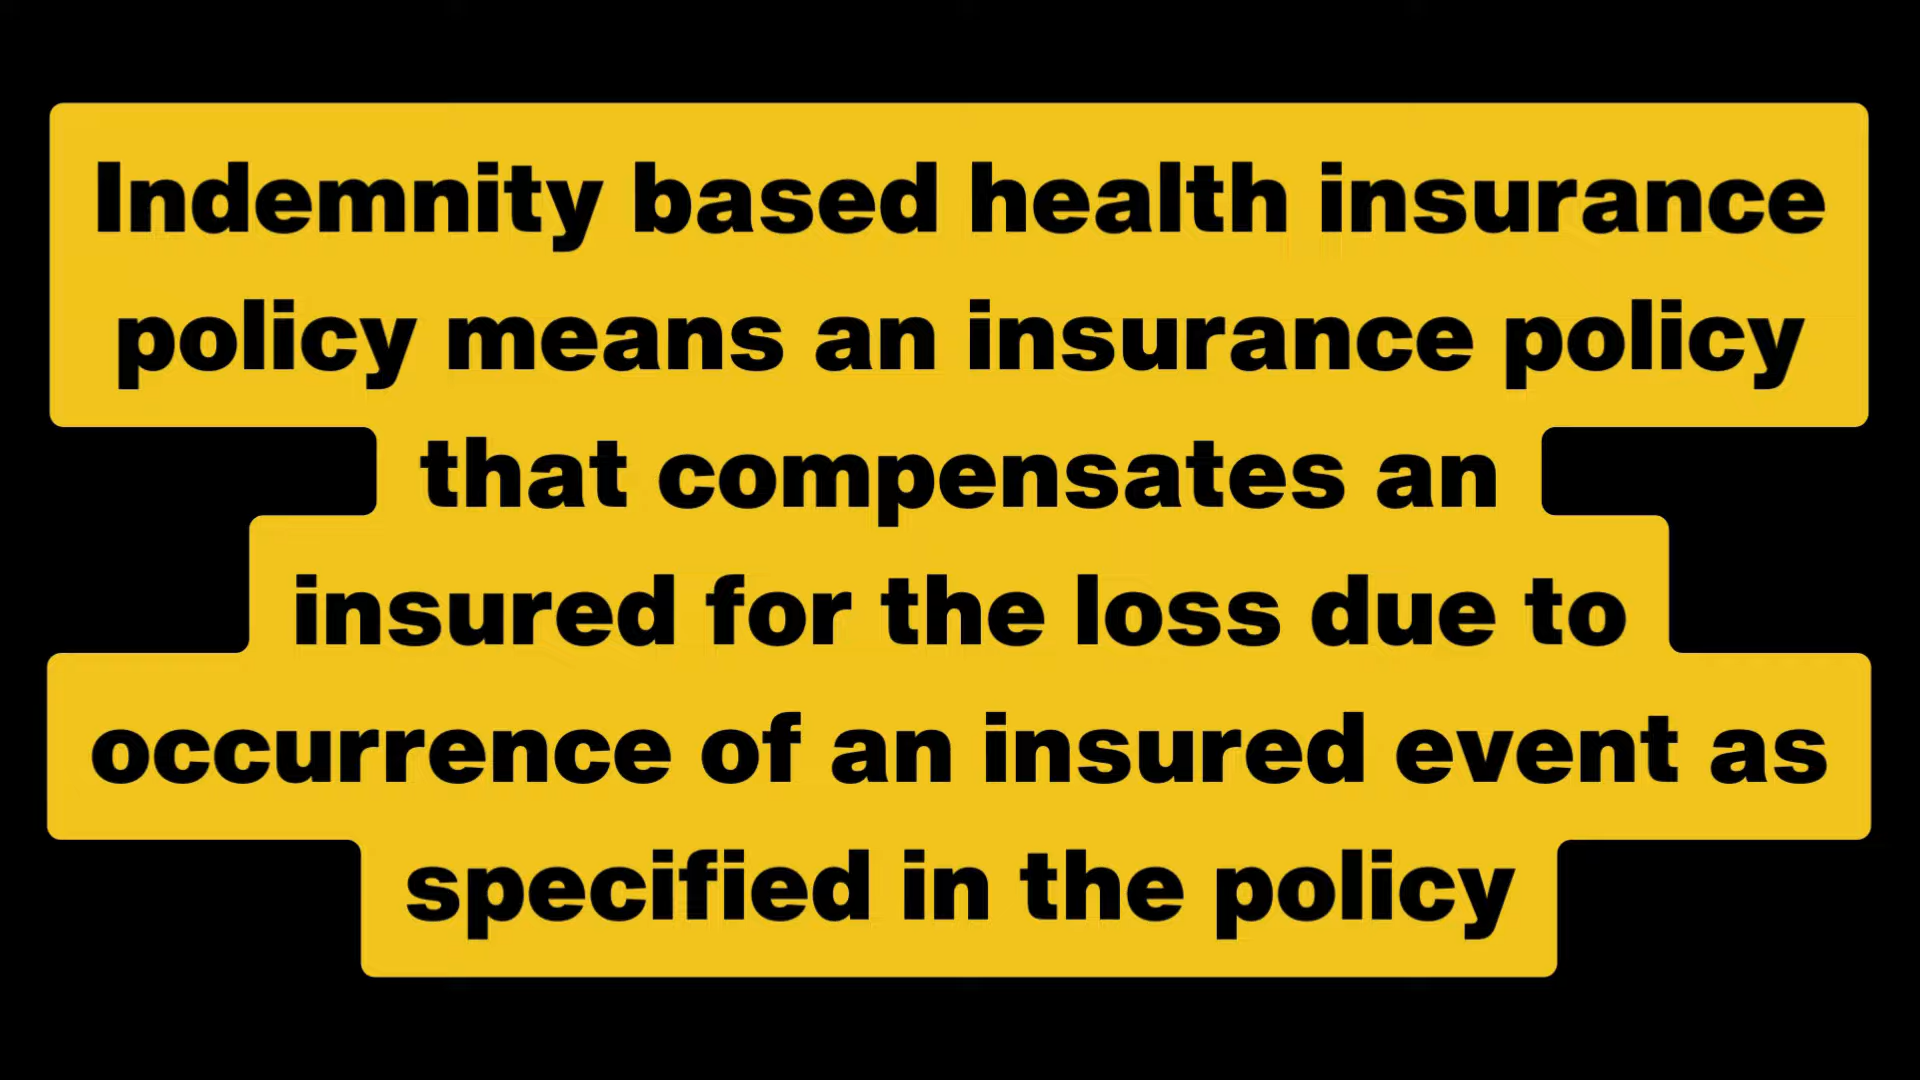 Indemnity based health insurance
policy means an insurance policy
that compensates an
insured for the loss due to
occurrence of an insured event as
specified in the policy